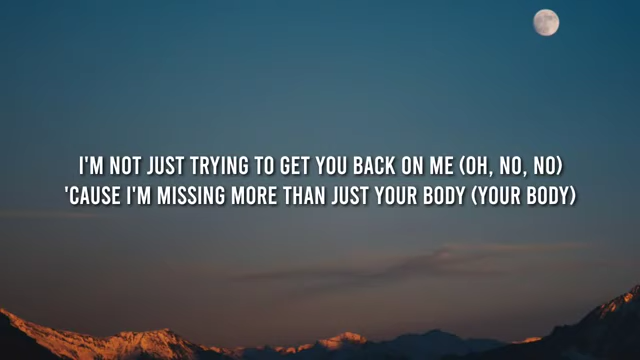 I'M NOT JUST TRYING TO GET YOU BACK ON ME (OH, NO, NO)
'CAUSE I'M MISSING MORE THAN JUST YOUR BODY (YOUR BODY)